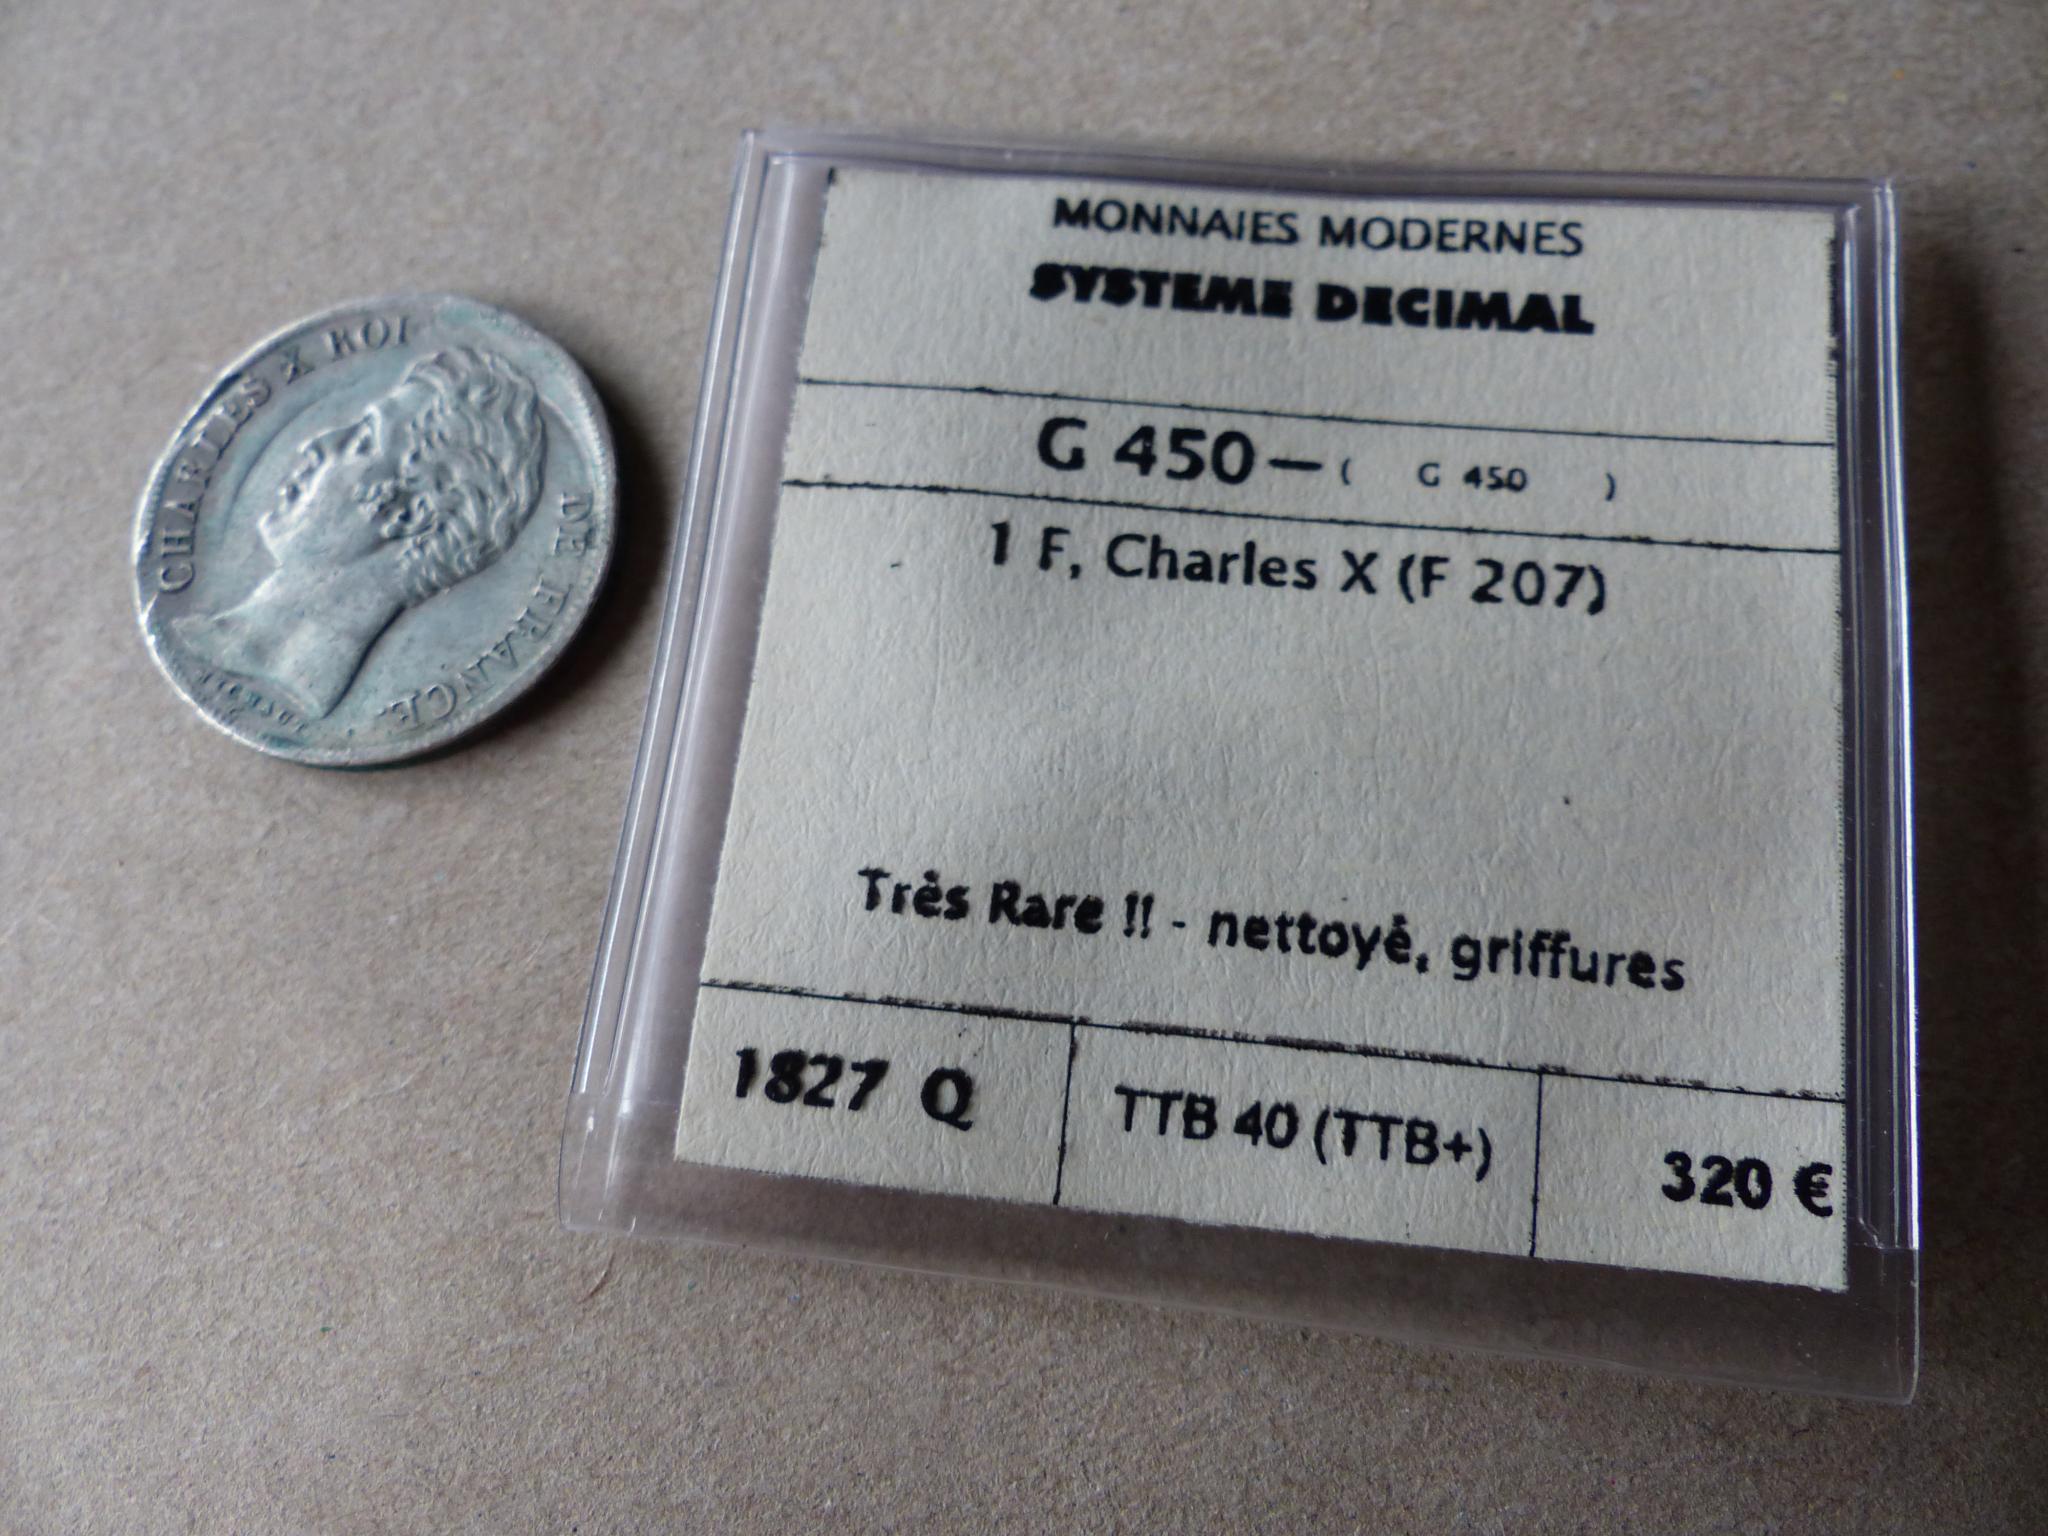 CHARLES X ROI
DE FRANCE.
MICHAUT
MONNAIES MODERNES
SYSTEME DECIMAL
G 450 – ( G 450 )
1 F, Charles X (F 207)
Très Rare !! - nettoyé, griffures
1827 Q
TTB 40 (TTB+)
320 €